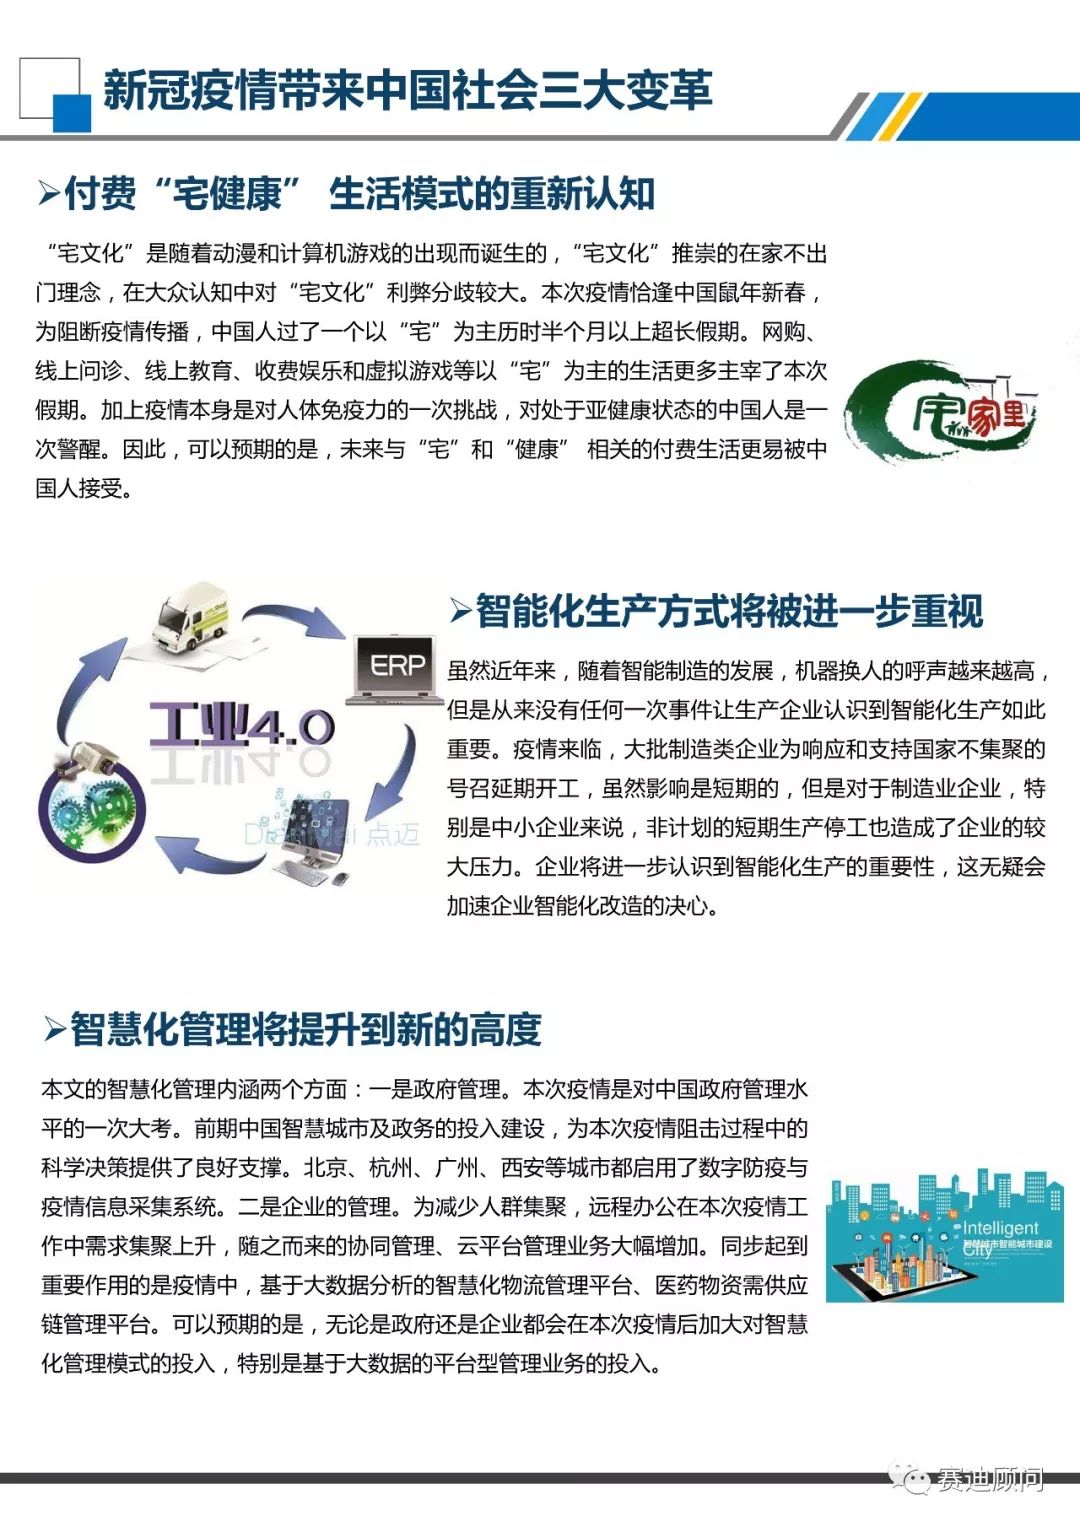 新冠疫情带来中国社会三大变革
➢付费“宅健康” 生活模式的重新认知
“宅文化”是随着动漫和计算机游戏的出现而诞生的，“宅文化”推崇的在家不出
门理念，在大众认知中对“宅文化”利弊分歧较大。本次疫情恰逢中国鼠年新春，
为阻断疫情传播，中国人过了一个以“宅”为主历时半个月以上超长假期。网购、
线上问诊、线上教育、收费娱乐和虚拟游戏等以“宅”为主的生活更多主宰了本次
假期。加上疫情本身是对人体免疫力的一次挑战，对处于亚健康状态的中国人是一
次警醒。因此，可以预期的是，未来与“宅”和“健康” 相关的付费生活更易被中
国人接受。
宅家里
➢智能化生产方式将被进一步重视
ERP
工业4.0
点迈
虽然近年来，随着智能制造的发展，机器换人的呼声越来越高，
但是从来没有任何一次事件让生产企业认识到智能化生产如此
重要。疫情来临，大批制造类企业为响应和支持国家不集聚的
号召延期开工，虽然影响是短期的，但是对于制造业企业，特
别是中小企业来说，非计划的短期生产停工也造成了企业的较
大压力。企业将进一步认识到智能化生产的重要性，这无疑会
加速企业智能化改造的决心。
➢智慧化管理将提升到新的高度
本文的智慧化管理内涵两个方面：一是政府管理。本次疫情是对中国政府管理水
平的一次大考。前期中国智慧城市及政务的投入建设，为本次疫情阻击过程中的
科学决策提供了良好支撑。北京、杭州、广州、西安等城市都启用了数字防疫与
疫情信息采集系统。二是企业的管理。为减少人群集聚，远程办公在本次疫情工
作中需求集聚上升，随之而来的协同管理、云平台管理业务大幅增加。同步起到
重要作用的是疫情中，基于大数据分析的智慧化物流管理平台、医药物资需供应
链管理平台。可以预期的是，无论是政府还是企业都会在本次疫情后加大对智慧
化管理模式的投入，特别是基于大数据的平台型管理业务的投入。
Intelligent
City
智慧城市智能城市建设
赛迪顾问